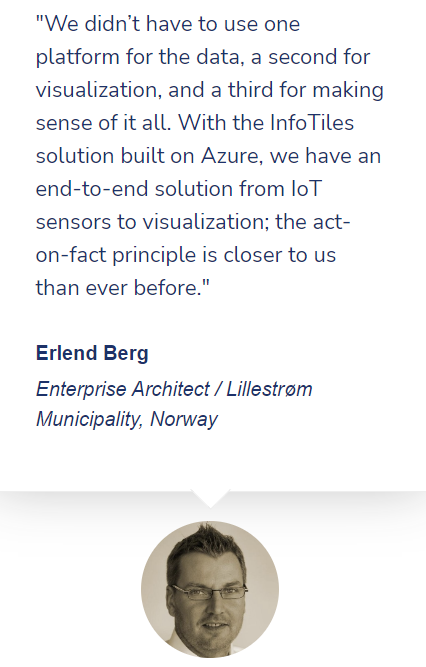 "We didn’t have to use one
platform for the data, a second for
visualization, and a third for making
sense of it all. With the InfoTiles
solution built on Azure, we have an
end-to-end solution from IoT
sensors to visualization; the act-
on-fact principle is closer to us
than ever before."
Erlend Berg
Enterprise Architect / Lillestrøm
Municipality, Norway